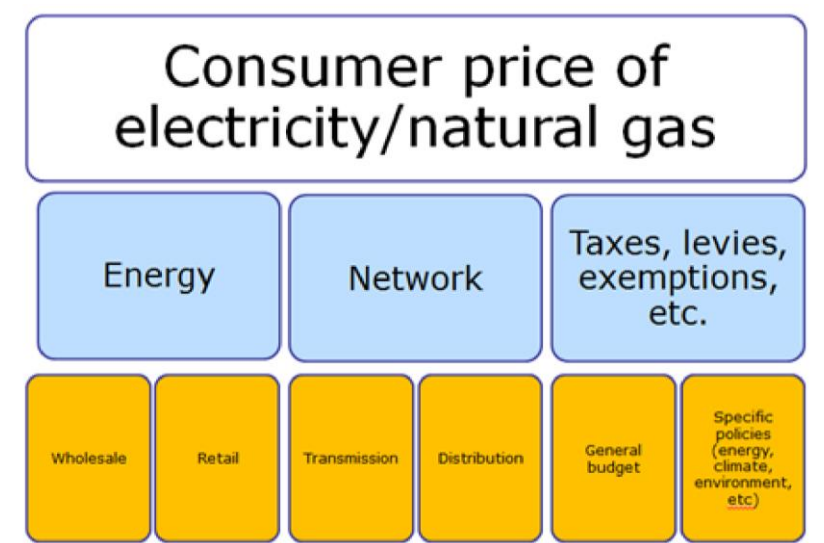 Consumer price of
electricity/natural gas
Energy
Network
Taxes, levies,
exemptions,
etc.
Wholesale
Retail
Transmission
Distribution
General
budget
Specific
policies
(energy,
climate,
environment,
etc)